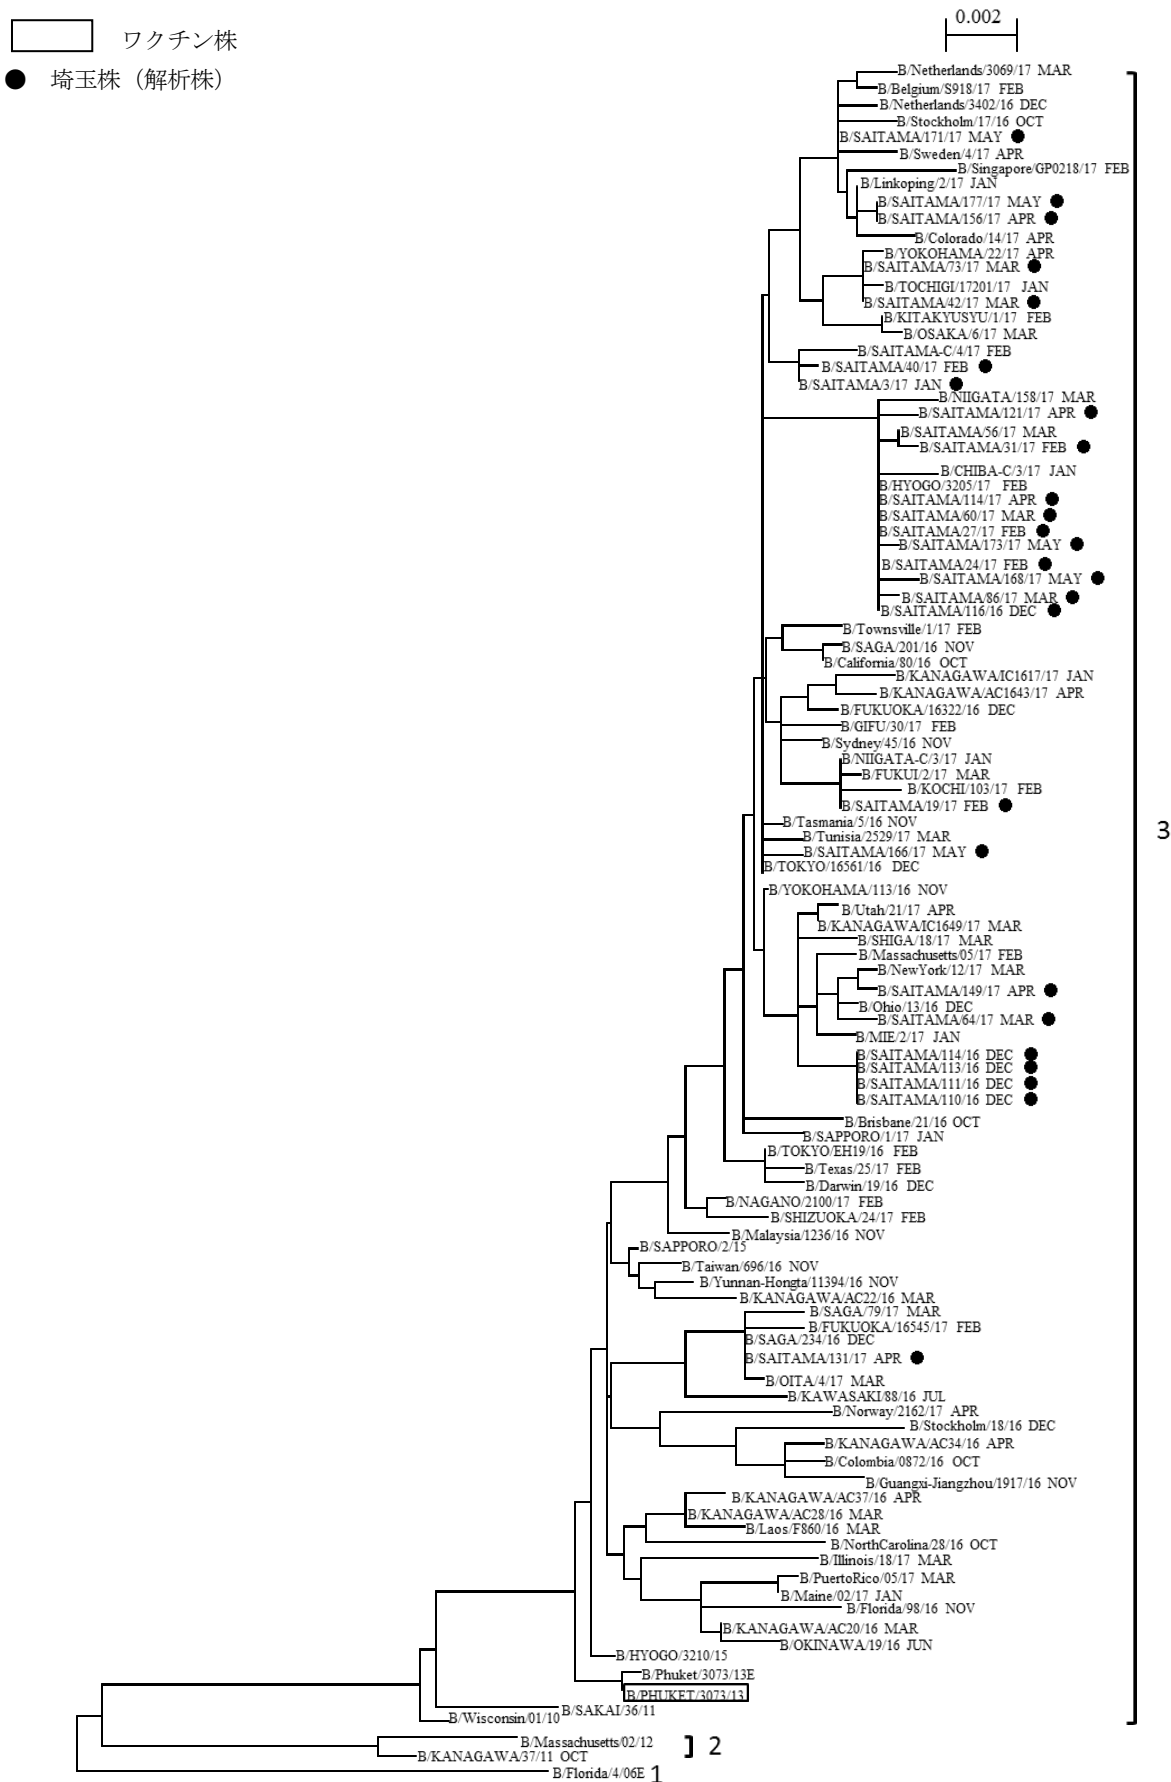 0.002
ワクチン株
● 埼玉株（解析株）
B/Netherlands/3069/17 MAR
B/Belgium/S918/17 FEB
B/Netherlands/3402/16 DEC
B/Stockholm/17/16 OCT
B/SAITAMA/171/17 MAY ●
B/Sweden/4/17 APR
B/Singapore/GP0218/17 FEB
B/Linkoping/2/17 JAN
B/SAITAMA/177/17 MAY ●
B/SAITAMA/156/17 APR ●
B/Colorado/14/17 APR
B/YOKOHAMA/22/17 APR
B/SAITAMA/73/17 MAR ●
B/TOCHIGI/17201/17 JAN
B/SAITAMA/42/17 MAR ●
B/KITAKYUSYU/1/17 FEB
B/OSAKA/6/17 MAR
B/SAITAMA-C/4/17 FEB
B/SAITAMA/40/17 FEB ●
B/SAITAMA/3/17 JAN ●
B/NIIGATA/158/17 MAR
B/SAITAMA/121/17 APR ●
B/SAITAMA/56/17 MAR
B/SAITAMA/31/17 FEB ●
B/CHIBA-C/3/17 JAN
B/HYOGO/3205/17 FEB
B/SAITAMA/114/17 APR ●
B/SAITAMA/60/17 MAR ●
B/SAITAMA/27/17 FEB ●
B/SAITAMA/173/17 MAY ●
B/SAITAMA/24/17 FEB ●
B/SAITAMA/168/17 MAY ●
B/SAITAMA/86/17 MAR ●
B/SAITAMA/116/16 DEC ●
B/Townsville/1/17 FEB
B/SAGA/201/16 NOV
B/California/80/16 OCT
B/KANAGAWA/IC1617/17 JAN
B/KANAGAWA/AC1643/17 APR
B/FUKUOKA/16322/16 DEC
B/GIFU/30/17 FEB
B/Sydney/45/16 NOV
B/NIIGATA-C/3/17 JAN
B/FUKUI/2/17 MAR
B/KOCHI/103/17 FEB
B/SAITAMA/19/17 FEB ●
B/Tasmania/5/16 NOV
B/Tunisia/2529/17 MAR
3
B/SAITAMA/166/17 MAY ●
B/TOKYO/16561/16 DEC
B/YOKOHAMA/113/16 NOV
B/Utah/21/17 APR
B/KANAGAWA/IC1649/17 MAR
B/SHIGA/18/17 MAR
B/Massachusetts/05/17 FEB
B/NewYork/12/17 MAR
B/SAITAMA/149/17 APR ●
B/Ohio/13/16 DEC
B/SAITAMA/64/17 MAR ●
B/MIE/2/17 JAN
B/SAITAMA/114/16 DEC ●
B/SAITAMA/113/16 DEC ●
B/SAITAMA/111/16 DEC ●
B/SAITAMA/110/16 DEC ●
B/Brisbane/21/16 OCT
B/SAPPORO/1/17 JAN
B/TOKYO/EH19/16 FEB
B/Texas/25/17 FEB
B/Darwin/19/16 DEC
B/NAGANO/2100/17 FEB
B/SHIZUOKA/24/17 FEB
B/Malaysia/1236/16 NOV
B/SAPPORO/2/15
B/Taiwan/696/16 NOV
B/Yunnan-Hongta/11394/16 NOV
B/KANAGAWA/AC22/16 MAR
B/SAGA/79/17 MAR
B/FUKUOKA/16545/17 FEB
B/SAGA/234/16 DEC
B/SAITAMA/131/17 APR ●
B/OITA/4/17 MAR
B/KAWASAKI/88/16 JUL
B/Norway/2162/17 APR
B/Stockholm/18/16 DEC
B/KANAGAWA/AC34/16 APR
B/Colombia/0872/16 OCT
B/Guangxi-Jiangzhou/1917/16 NOV
B/KANAGAWA/AC37/16 APR
B/KANAGAWA/AC28/16 MAR
B/Laos/F860/16 MAR
B/NorthCarolina/28/16 OCT
B/Illinois/18/17 MAR
B/PuertoRico/05/17 MAR
B/Maine/02/17 JAN
B/Florida/98/16 NOV
B/KANAGAWA/AC20/16 MAR
B/OKINAWA/19/16 JUN
B/HYOGO/3210/15
B/Phuket/3073/13E
B/PHUKET/3073/13
B/SAKAI/36/11
B/Wisconsin/01/10
B/Massachusetts/02/12
2
B/KANAGAWA/37/11 OCT
B/Florida/4/06E 1